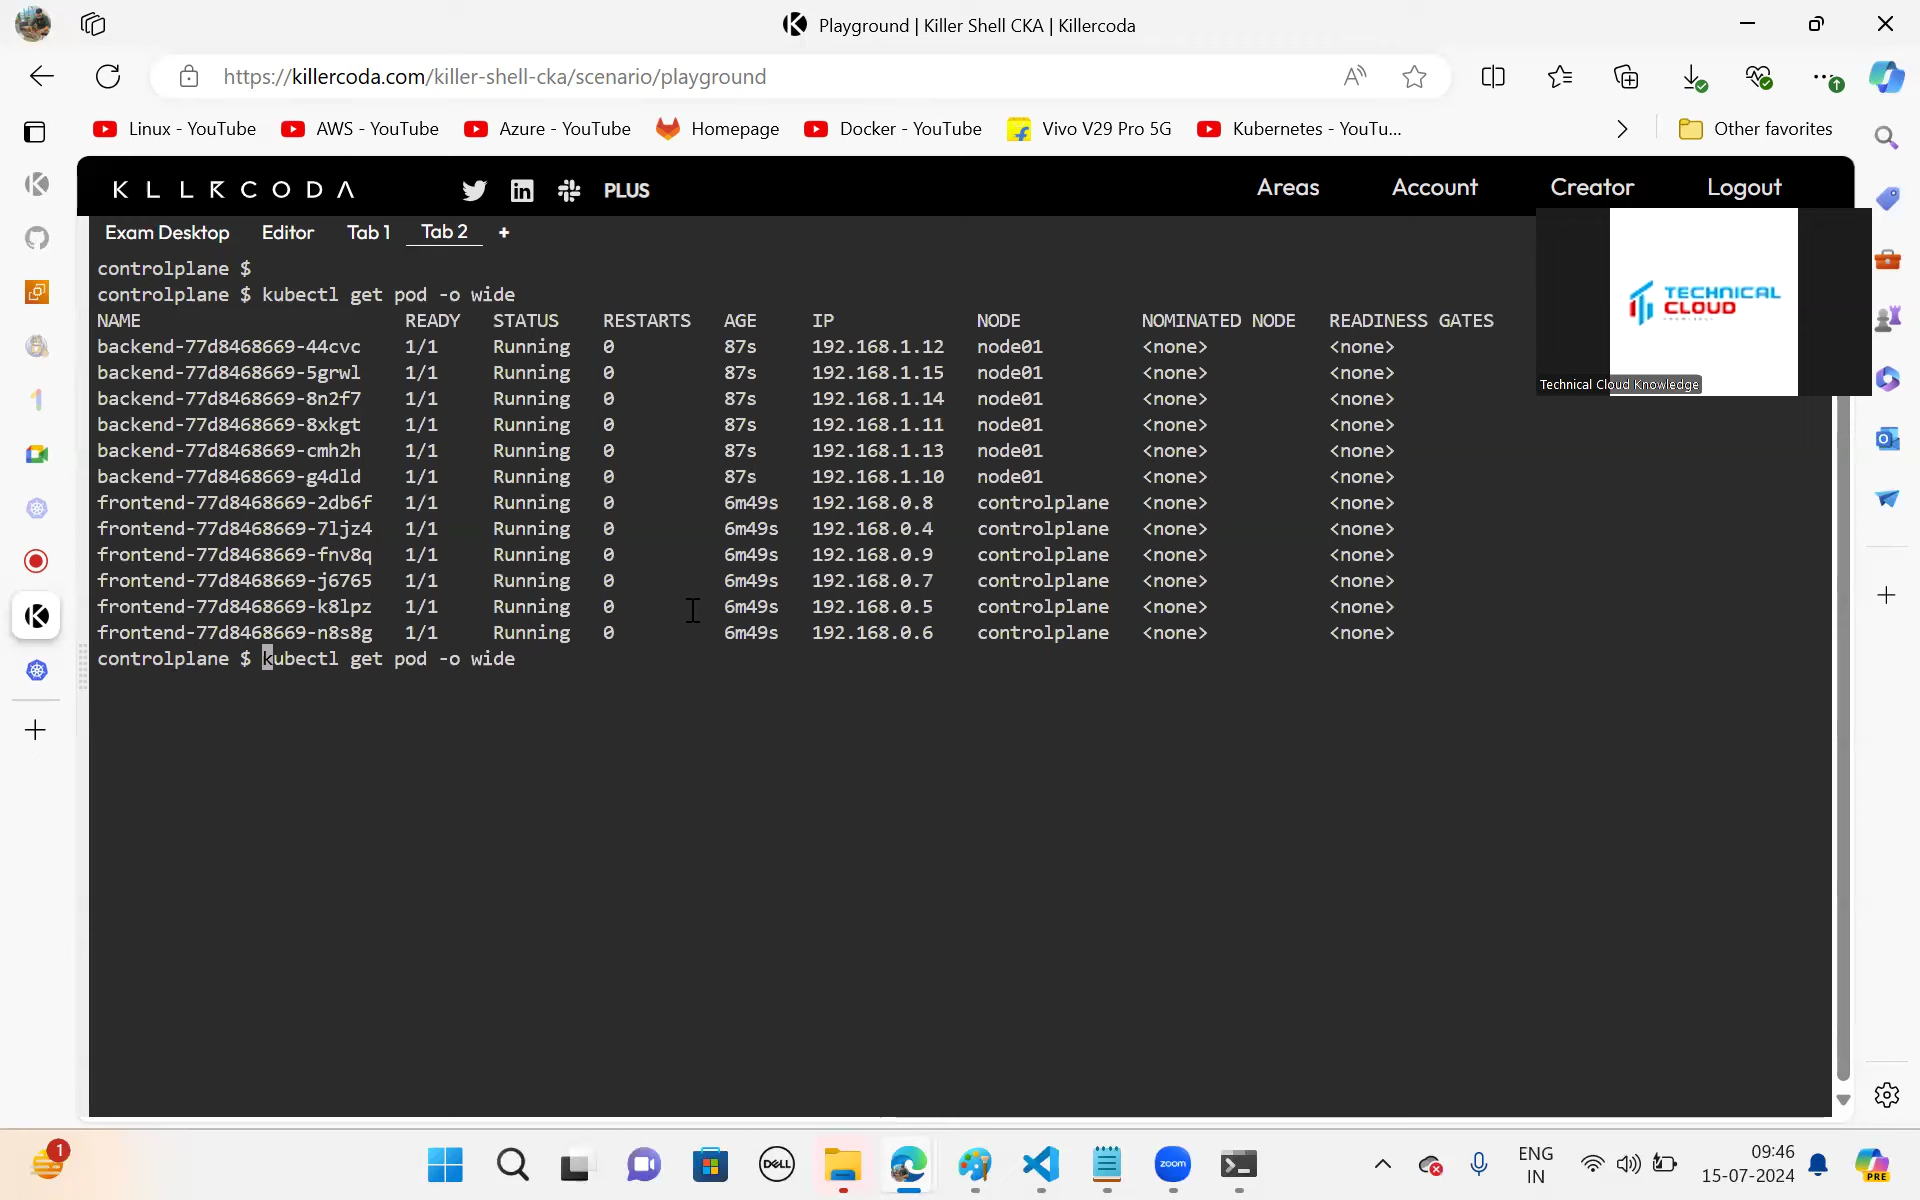 Playground | Killer Shell CKA | Killercoda
https://killercoda.com/killer-shell-cka/scenario/playground
Linux - YouTube AWS - YouTube Azure - YouTube Homepage Docker - YouTube Vivo V29 Pro 5G Kubernetes - YouTu... Other favorites
KLLRCODA PLUS Areas Account Creator Logout
Exam Desktop Editor Tab 1 Tab 2 +
TECHNICAL
CLOUD
Technical Cloud Knowledge
controlplane $
controlplane $ kubectl get pod -o wide
NAME READY STATUS RESTARTS AGE IP NODE NOMINATED NODE READINESS GATES
backend-77d8468669-44cvc 1/1 Running 0 87s 192.168.1.12 node01 <none> <none>
backend-77d8468669-5grwl 1/1 Running 0 87s 192.168.1.15 node01 <none> <none>
backend-77d8468669-8n2f7 1/1 Running 0 87s 192.168.1.14 node01 <none> <none>
backend-77d8468669-8xkgt 1/1 Running 0 87s 192.168.1.11 node01 <none> <none>
backend-77d8468669-cmh2h 1/1 Running 0 87s 192.168.1.13 node01 <none> <none>
backend-77d8468669-g4dld 1/1 Running 0 87s 192.168.1.10 node01 <none> <none>
frontend-77d8468669-2db6f 1/1 Running 0 6m49s 192.168.0.8 controlplane <none> <none>
frontend-77d8468669-7ljz4 1/1 Running 0 6m49s 192.168.0.4 controlplane <none> <none>
frontend-77d8468669-fnv8q 1/1 Running 0 6m49s 192.168.0.9 controlplane <none> <none>
frontend-77d8468669-j6765 1/1 Running 0 6m49s 192.168.0.7 controlplane <none> <none>
frontend-77d8468669-k8lpz 1/1 Running 0 6m49s 192.168.0.5 controlplane <none> <none>
frontend-77d8468669-n8s8g 1/1 Running 0 6m49s 192.168.0.6 controlplane <none> <none>
controlplane $ kubectl get pod -o wide
1
DELL
zoom
ENG
IN
09:46
15-07-2024
PRE